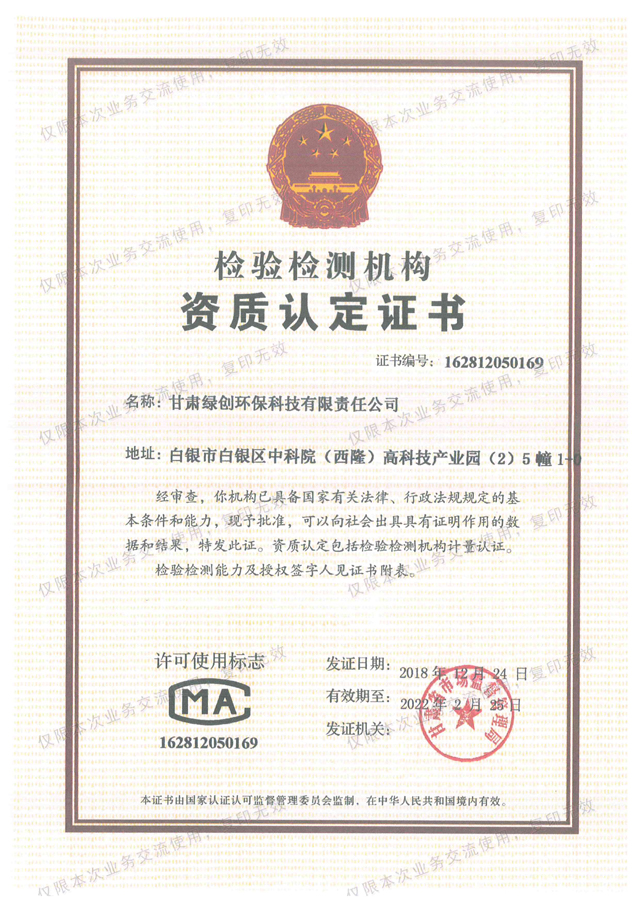 检验检测机构
资质认定证书
证书编号：162812050169
名称：甘肃绿创环保科技有限责任公司
地址：白银市白银区中科院（西隆）高科技产业园（2）5幢1-0
经审查，你机构已具备国家有关法律、行政法规规定的基
本条件和能力，现予批准，可以向社会出具具有证明作用的数
据和结果，特发此证。资质认定包括检验检测机构计量认证。
检验检测能力及授权签字人见证书附表。
许可使用标志
MA
162812050169
发证日期：2018年12月24日
有效期至：2022年2月25日
发证机关：
甘肃省市场监督管理局
本证书由国家认证认可监督管理委员会监制，在中华人民共和国境内有效。
仅限本次业务交流使用，复印无效